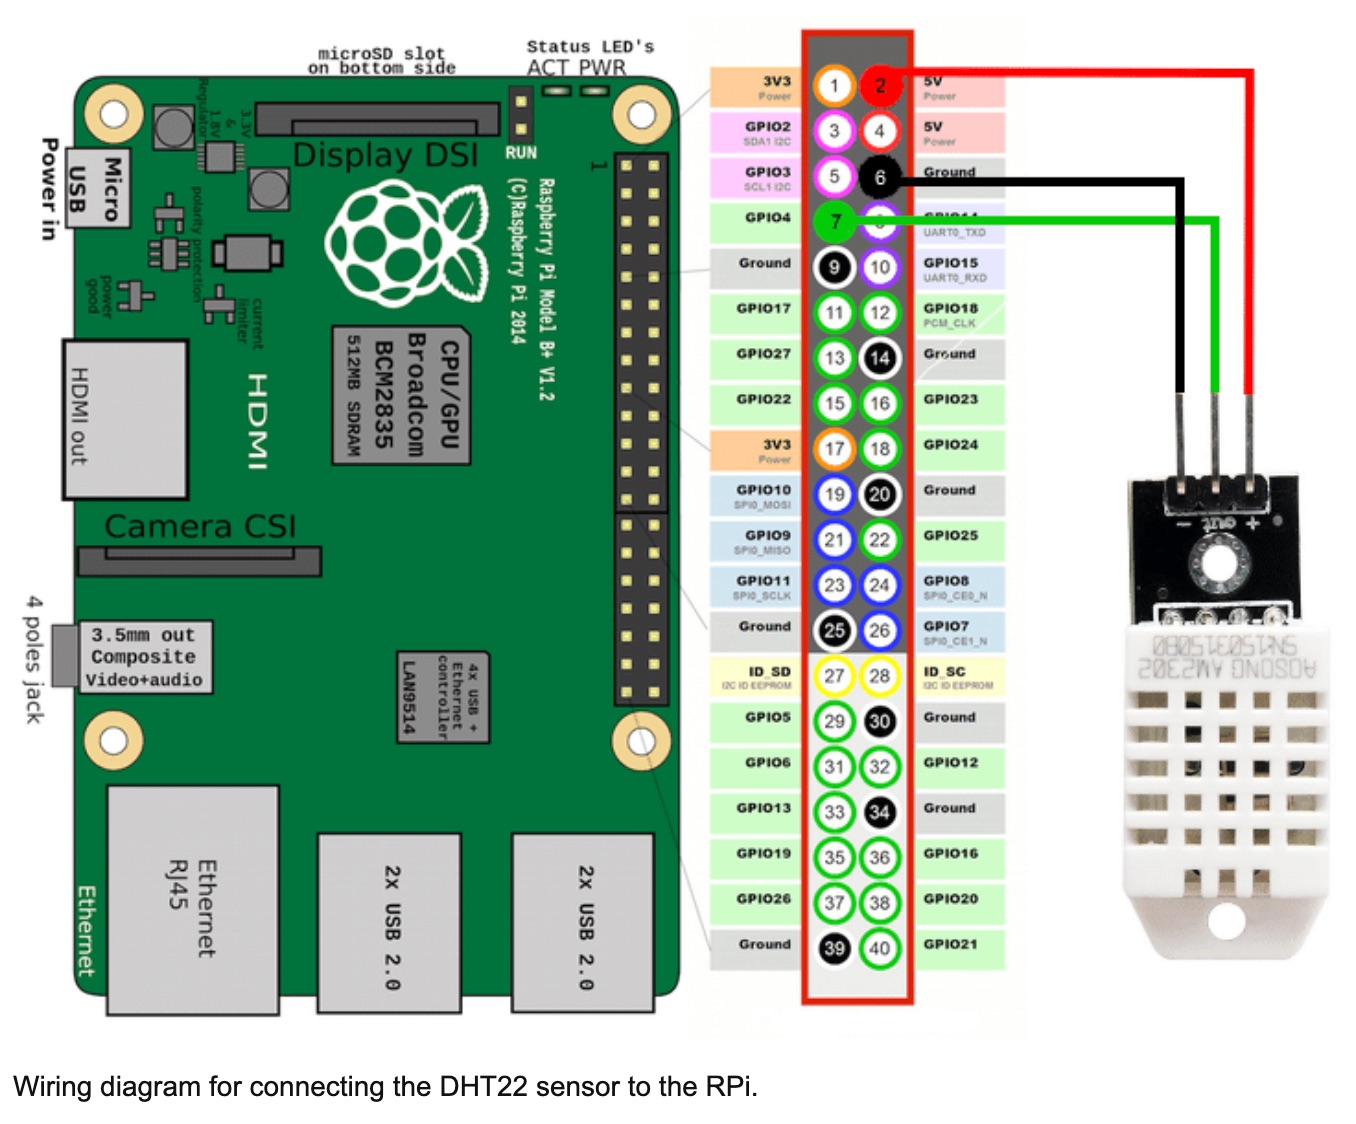 microSD slot
on bottom side
Status LED's
ACT PWR
RUN
Display DSI
1
Regulator
&
1.8V
3.3V
Power in
Micro
USB
polarity protection
power
good
current
limiter
Raspberry Pi Model B+ V1.2
(C)Raspberry Pi 2014
HDMI out
HDMI
CPU/GPU
Broadcom
BCM2835
512MB SDRAM
Camera CSI
4 poles jack
3.5mm out
Composite
Video+audio
4x USB +
Ethernet
controller
LAN9514
Ethernet
Ethernet
RJ45
2x USB 2.0
2x USB 2.0
3V3
Power
1
2
5V
Power
GPIO2
SDA1 I2C
3
4
5V
Power
GPIO3
SCL1 I2C
5
6
Ground
GPIO4
7
UART0_TXD
Ground
9
10
GPIO15
UART0_RXD
GPIO17
11
12
GPIO18
PCM_CLK
GPIO27
13
14
Ground
GPIO22
15
16
GPIO23
3V3
Power
17
18
GPIO24
GPIO10
SPI0_MOSI
19
20
Ground
GPIO9
SPI0_MISO
21
22
GPIO25
GPIO11
SPI0_SCLK
23
24
GPIO8
SPI0_CE0_N
Ground
25
26
GPIO7
SPI0_CE1_N
ID_SD
I2C ID EEPROM
27
28
ID_SC
I2C ID EEPROM
GPIO5
29
30
Ground
GPIO6
31
32
GPIO12
GPIO13
33
34
Ground
GPIO19
35
36
GPIO16
GPIO26
37
38
GPIO20
Ground
39
40
GPIO21
+ out -
AOSONG AM2302
Wiring diagram for connecting the DHT22 sensor to the RPi.